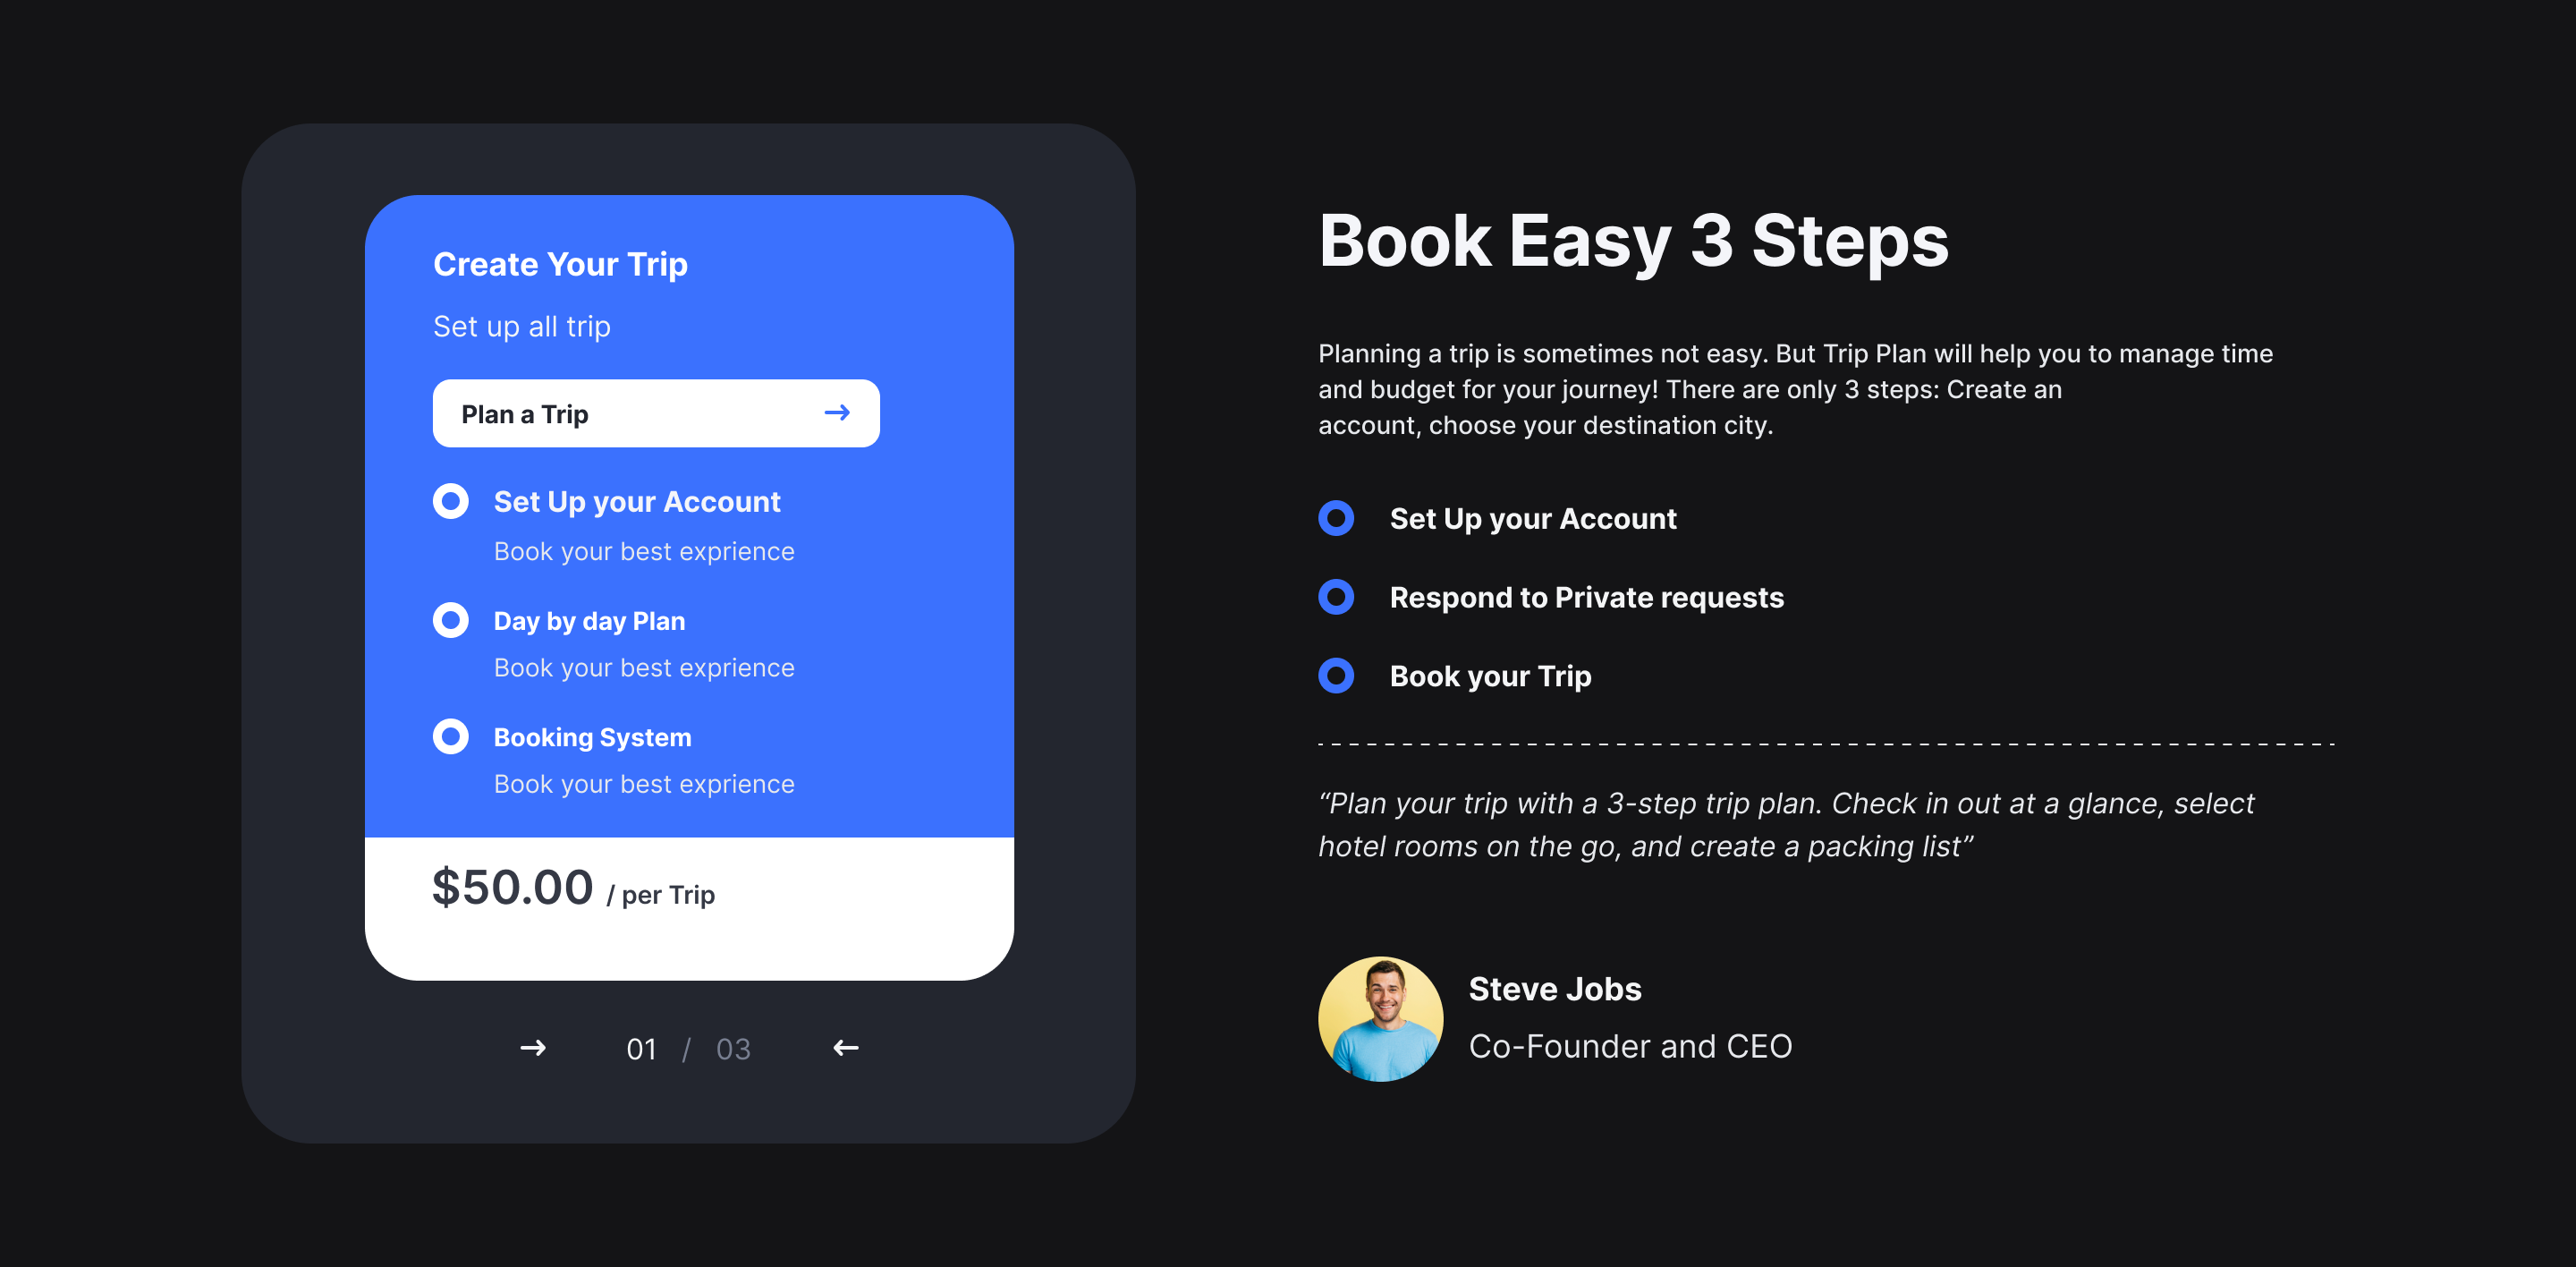 Create Your Trip
Set up all trip
Plan a Trip
Set Up your Account
Book your best exprience
Day by day Plan
Book your best exprience
Booking System
Book your best exprience
$50.00 / per Trip
01 / 03
Book Easy 3 Steps
Planning a trip is sometimes not easy. But Trip Plan will help you to manage time
and budget for your journey! There are only 3 steps: Create an
account, choose your destination city.
Set Up your Account
Respond to Private requests
Book your Trip
“Plan your trip with a 3-step trip plan. Check in out at a glance, select
hotel rooms on the go, and create a packing list”
Steve Jobs
Co-Founder and CEO